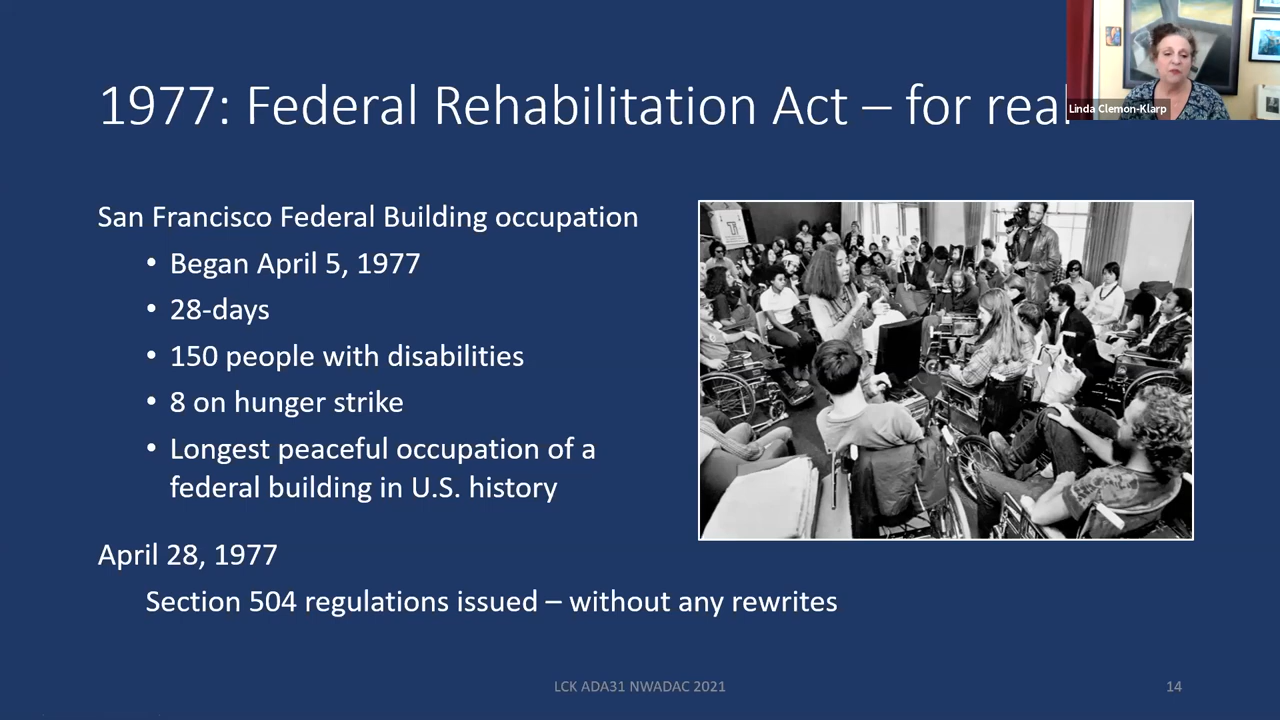 1977: Federal Rehabilitation Act – for real
Linda Clemon-Klarp
San Francisco Federal Building occupation
• Began April 5, 1977
• 28-days
• 150 people with disabilities
• 8 on hunger strike
• Longest peaceful occupation of a
federal building in U.S. history
April 28, 1977
Section 504 regulations issued – without any rewrites
LCK ADA31 NWADAC 2021
14